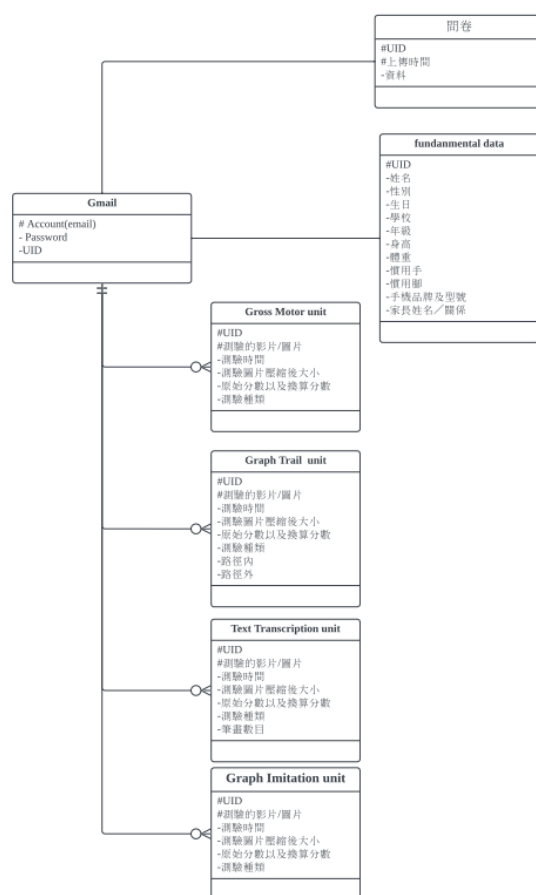 問卷
#UID
#上傳時間
-資料
fundanmental data
#UID
-姓名
-性別
-生日
-學校
-年級
-身高
-體重
-慣用手
-慣用腳
-手機品牌及型號
-家長姓名／關係
Gmail
# Account(email)
- Password
-UID
Gross Motor unit
#UID
#測驗的影片/圖片
-測驗時間
-測驗圖片壓縮後大小
-原始分數以及換算分數
-測驗種類
Graph Trail unit
#UID
#測驗的影片/圖片
-測驗時間
-測驗圖片壓縮後大小
-原始分數以及換算分數
-測驗種類
-路徑內
-路徑外
Text Transcription unit
#UID
#測驗的影片/圖片
-測驗時間
-測驗圖片壓縮後大小
-原始分數以及換算分數
-測驗種類
-筆畫數目
Graph Imitation unit
#UID
#測驗的影片/圖片
-測驗時間
-測驗圖片壓縮後大小
-原始分數以及換算分數
-測驗種類